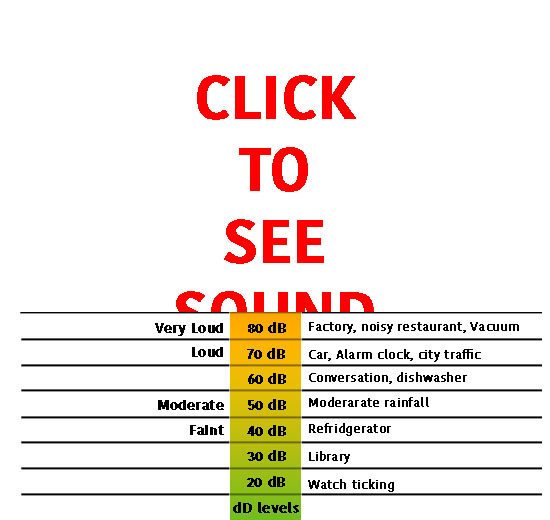 CLICK
TO
SEE
SOUND
Very Loud 80 dB Factory, noisy restaurant, Vacuum
Loud 70 dB Car, Alarm clock, city traffic
60 dB Conversation, dishwasher
Moderate 50 dB Moderarate rainfall
Faint 40 dB Refridgerator
30 dB Library
20 dB Watch ticking
dD levels